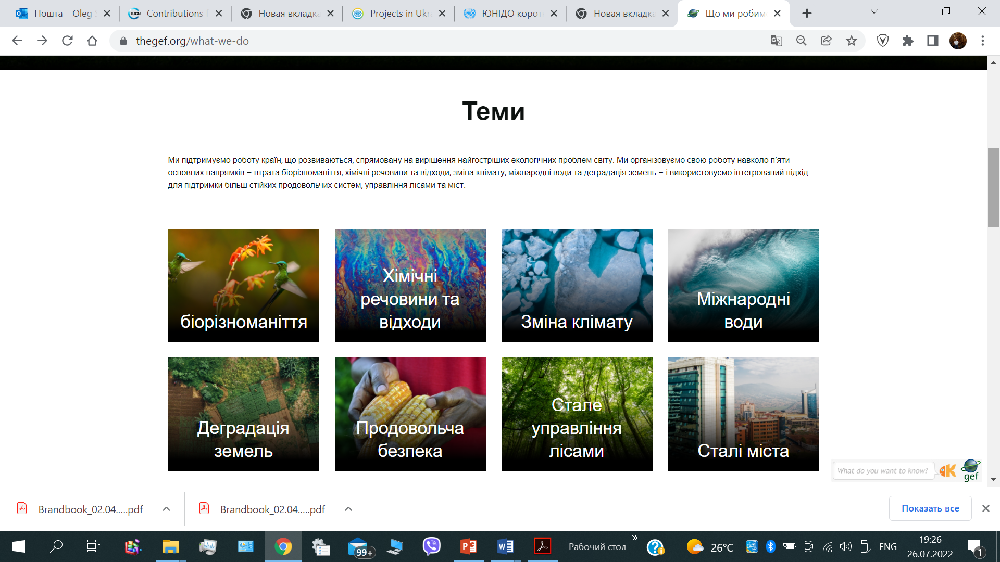 Пошта – Oleg
Contributions f
Новая вкладка
Projects in Ukra
ЮНІДО корот
Новая вкладка
Що ми робимо
thegef.org/what-we-do
Теми
Ми підтримуємо роботу країн, що розвиваються, спрямовану на вирішення найгостріших екологічних проблем світу. Ми організовуємо свою роботу навколо п’яти
основних напрямків – втрата біорізноманіття, хімічні речовини та відходи, зміна клімату, міжнародні води та деградація земель – і використовуємо інтегрований підхід
для підтримки більш стійких продовольчих систем, управління лісами та міст.
біорізноманіття
Хімічні
речовини та
відходи
Зміна клімату
Міжнародні
води
Деградація
земель
Продовольча
безпека
Стале
управління
лісами
Сталі міста
What do you want to know?
K
gef
Brandbook_02.04.....pdf
Brandbook_02.04.....pdf
Показать все
99+
Рабочий стол
26°C
ENG
19:26
26.07.2022
1